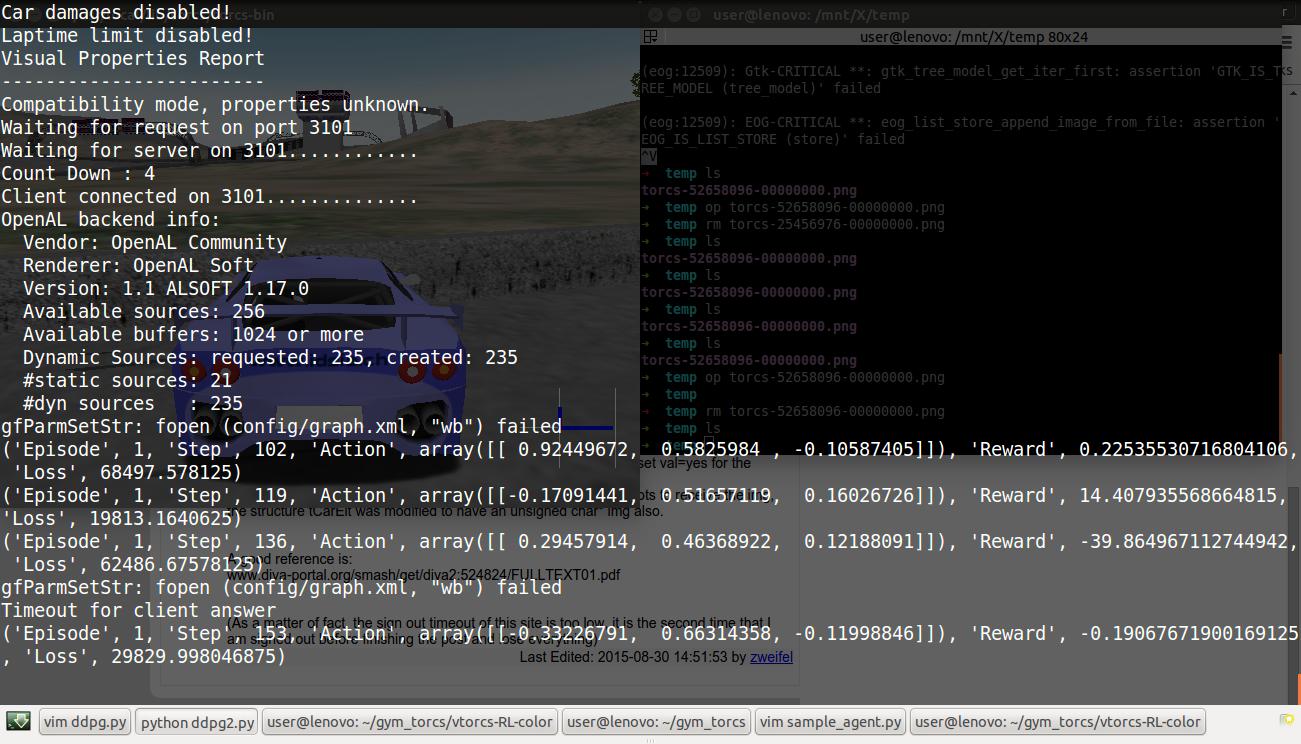 Car damages disabled!
Laptime limit disabled!
Visual Properties Report
------------------------
Compatibility mode, properties unknown.
Waiting for request on port 3101
Waiting for server on 3101............
Count Down : 4
Client connected on 3101..............
OpenAL backend info:
  Vendor: OpenAL Community
  Renderer: OpenAL Soft
  Version: 1.1 ALSOFT 1.17.0
  Available sources: 256
  Available buffers: 1024 or more
  Dynamic Sources: requested: 235, created: 235
  #static sources: 21
  #dyn sources   : 235
gfParmSetStr: fopen (config/graph.xml, "wb") failed
('Episode', 1, 'Step', 102, 'Action', array([[ 0.92449672,  0.5825984 , -0.10587405]]), 'Reward', 0.225355307168041​06,
 'Loss', 68497.578125)
('Episode', 1, 'Step', 119, 'Action', array([[-0.17091441,  0.51657119,  0.16026726]]), 'Reward', 14.407935568664815,
'Loss', 19813.1640625)
('Episode', 1, 'Step', 136, 'Action', array([[ 0.29457914,  0.46368922,  0.12188091]]), 'Reward', -39.864967112744942,
 'Loss', 62486.67578125)
gfParmSetStr: fopen (config/graph.xml, "wb") failed
Timeout for client answer
('Episode', 1, 'Step', 153, 'Action', array([[-0.33226791,  0.66314358, -0.11998846]]), 'Reward', -0.19067671900169125
, 'Loss', 29829.998046875)
rcs-bin
user@lenovo: /mnt/X/temp
user@lenovo: /mnt/X/temp 80x24
(eog:12509): Gtk-CRITICAL **: gtk_tree_model_get_iter_first: assertion 'GTK_IS_T
REE_MODEL (tree_model)' failed
(eog:12509): EOG-CRITICAL **: eog_list_store_append_image_from_file: assertion '
EOG_IS_LIST_STORE (store)' failed
^V
→  temp ls
torcs-52658096-00000000.png
→  temp op torcs-52658096-00000000.png
→  temp rm torcs-25456976-00000000.png
→  temp ls
torcs-52658096-00000000.png
→  temp ls
torcs-52658096-00000000.png
→  temp ls
torcs-52658096-00000000.png
→  temp ls
torcs-52658096-00000000.png
→  temp op torcs-52658096-00000000.png
→  temp
→  temp rm torcs-52658096-00000000.png
→  temp ls
→  temp
set val=yes for the
the structure tCarElt was modified to have an unsigned char* img also.
A good reference is:
www.diva-portal.org/smash/get/diva2:524824/FULLTEXT01.pdf
(As a matter of fact, the sign out timeout of this site is too low, it is the second time that I
am signed out before finishing the post and lose everything)
Last Edited: 2015-08-30 14:51:53 by zweifel
vim ddpg.py
python ddpg2.py
user@lenovo: ~/gym_torcs/vtorcs-RL-color
user@lenovo: ~/gym_torcs
vim sample_agent.py
user@lenovo: ~/gym_torcs/vtorcs-RL-color